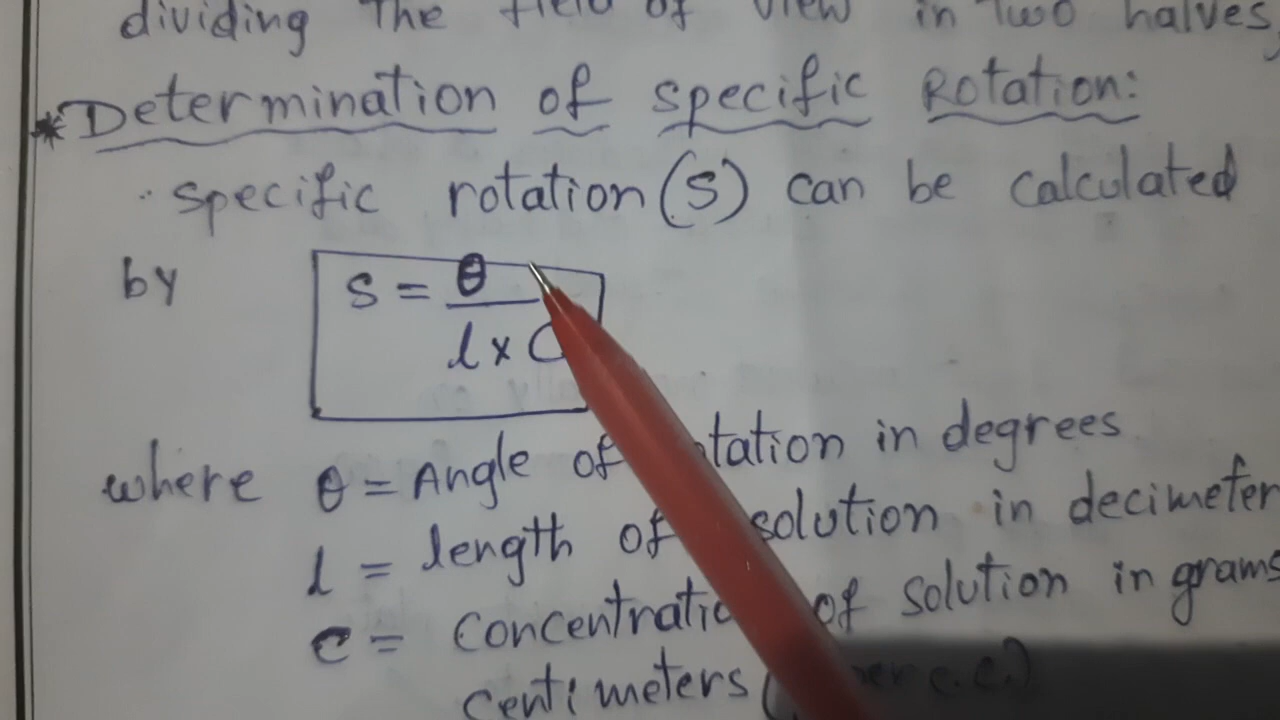 dividing The field of view in Two halves,
* Determination of specific Rotation:
specific rotation (S) can be calculated
by S = θ / l × C
where θ = Angle of tation in degrees
l = length of solution in decimeter
c = Concentratio of solution in grams
centimeters ( per c.c.)